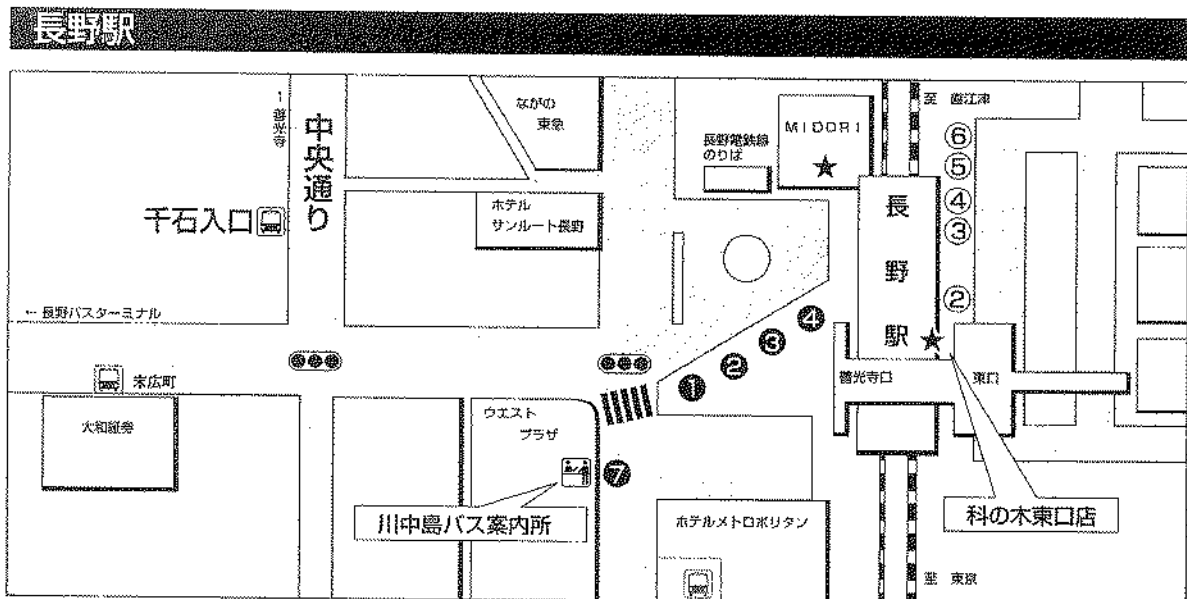 長野駅
至 直江津
↑善光寺
中央通り
ながの
東急
MIDORI
長野電鉄線
のりば
⑥
⑤
④
③
②
千石入口
ホテル
サンルート長野
長野駅
← 長野バスターミナル
❶
❷
❸
❹
末広町
大和証券
ウエスト
プラザ
善光寺口
東口
❼
川中島バス案内所
ホテルメトロポリタン
科の木東口店
至 東京